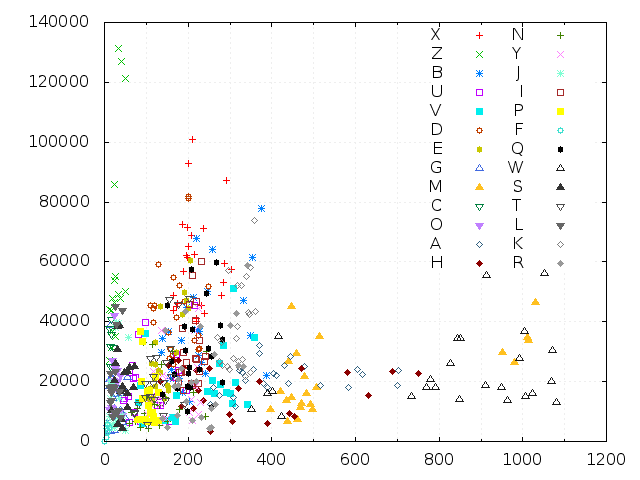 140000
X N
Z Y
120000
B J
U I
V P
100000
D F
E Q
G W
80000
M S
C T
O L
A K
60000
H R
40000
20000
0
0 200 400 600 800 1000 1200